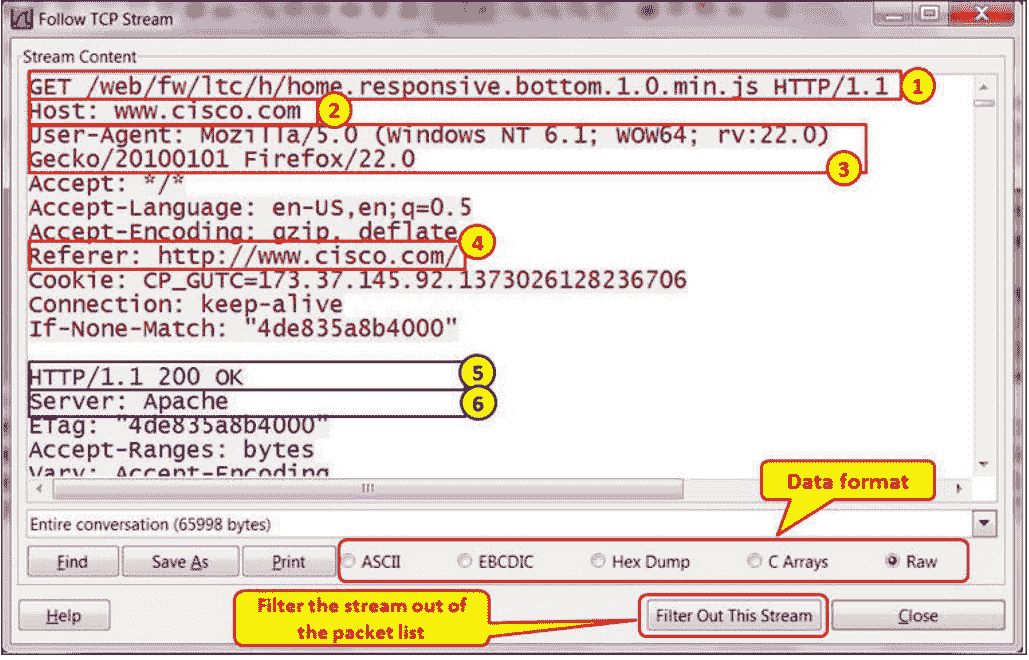 Follow TCP Stream
Stream Content
GET /web/fw/ltc/h/home.responsive.bottom.1.0.min.js HTTP/1.1
1
Host: www.cisco.com
2
User-Agent: Mozilla/5.0 (Windows NT 6.1; WOW64; rv:22.0)
Gecko/20100101 Firefox/22.0
3
Accept: */*
Accept-Language: en-US,en;q=0.5
Accept-Encoding: gzip, deflate
Referer: http://www.cisco.com/
4
Cookie: CP_GUTC=173.37.145.92.1373026128236706
Connection: keep-alive
If-None-Match: "4de835a8b4000"
HTTP/1.1 200 OK
5
Server: Apache
6
ETag: "4de835a8b4000"
Accept-Ranges: bytes
Vary: Accept-Encoding
Data format
Entire conversation (65998 bytes)
Find
Save As
Print
ASCII
EBCDIC
Hex Dump
C Arrays
Raw
Help
Filter the stream out of
the packet list
Filter Out This Stream
Close